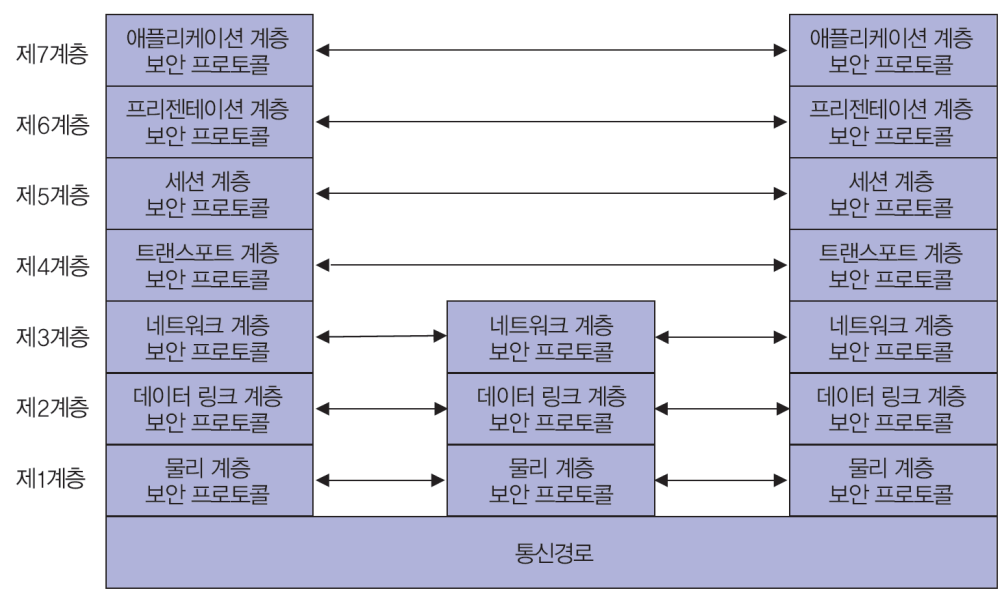 제7계층
애플리케이션 계층
보안 프로토콜
애플리케이션 계층
보안 프로토콜
제6계층
프리젠테이션 계층
보안 프로토콜
프리젠테이션 계층
보안 프로토콜
제5계층
세션 계층
보안 프로토콜
세션 계층
보안 프로토콜
제4계층
트랜스포트 계층
보안 프로토콜
트랜스포트 계층
보안 프로토콜
제3계층
네트워크 계층
보안 프로토콜
네트워크 계층
보안 프로토콜
네트워크 계층
보안 프로토콜
제2계층
데이터 링크 계층
보안 프로토콜
데이터 링크 계층
보안 프로토콜
데이터 링크 계층
보안 프로토콜
제1계층
물리 계층
보안 프로토콜
물리 계층
보안 프로토콜
물리 계층
보안 프로토콜
통신경로